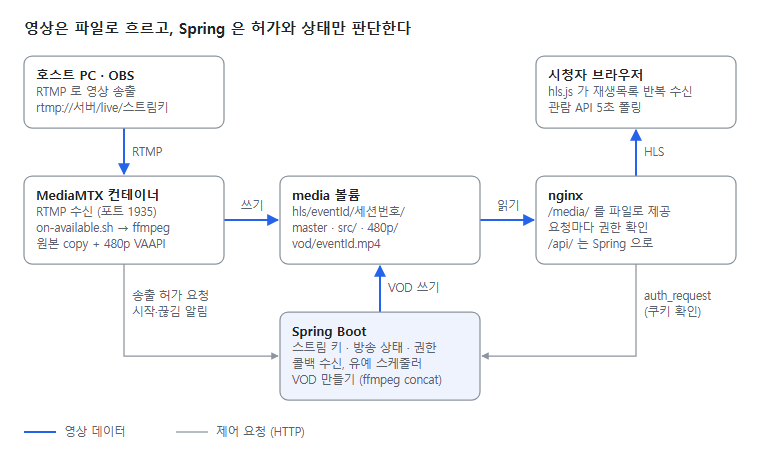 영상은 파일로 흐르고, Spring 은 허가와 상태만 판단한다
호스트 PC · OBS
RTMP 로 영상 송출
rtmp://서버/live/스트림키
시청자 브라우저
hls.js 가 재생목록 반복 수신
관람 API 5초 폴링
RTMP
HLS
MediaMTX 컨테이너
RTMP 수신 (포트 1935)
on-available.sh → ffmpeg
원본 copy + 480p VAAPI
쓰기
media 볼륨
hls/eventId/세션번호/
master · src/ · 480p/
vod/eventId.mp4
읽기
nginx
/media/ 를 파일로 제공
요청마다 권한 확인
/api/ 는 Spring 으로
송출 허가 요청
시작·끊김 알림
VOD 쓰기
auth_request
(쿠키 확인)
Spring Boot
스트림 키 · 방송 상태 · 권한
콜백 수신, 유예 스케줄러
VOD 만들기 (ffmpeg concat)
영상 데이터
제어 요청 (HTTP)